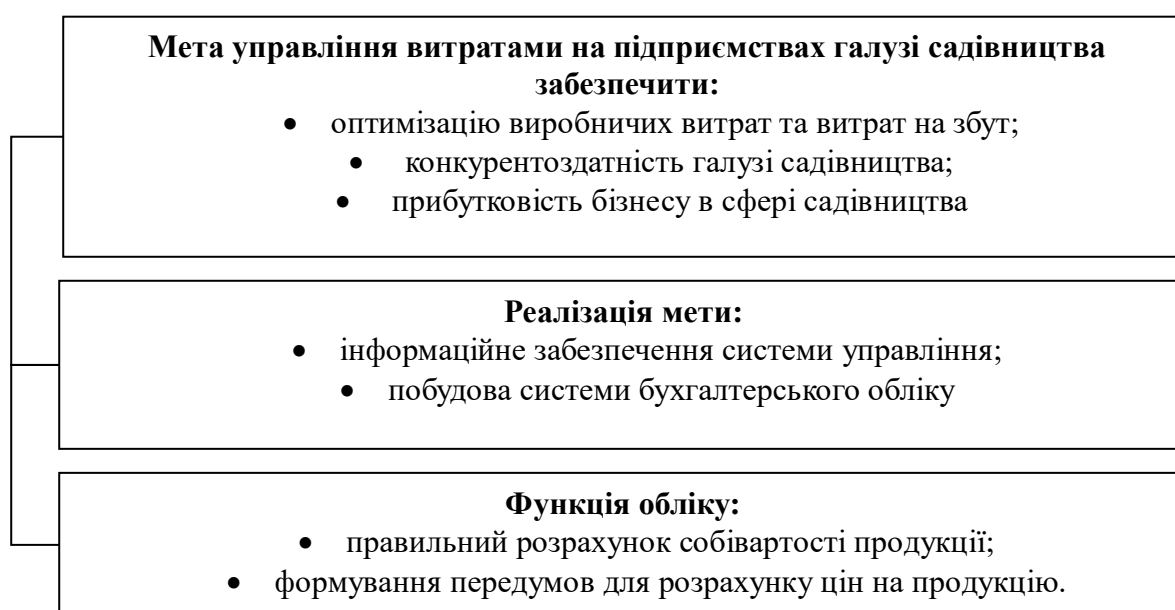 Мета управління витратами на підприємствах галузі садівництва
забезпечити:
• оптимізацію виробничих витрат та витрат на збут;
• конкурентоздатність галузі садівництва;
• прибутковість бізнесу в сфері садівництва
Реалізація мети:
• інформаційне забезпечення системи управління;
• побудова системи бухгалтерського обліку
Функція обліку:
• правильний розрахунок собівартості продукції;
• формування передумов для розрахунку цін на продукцію.